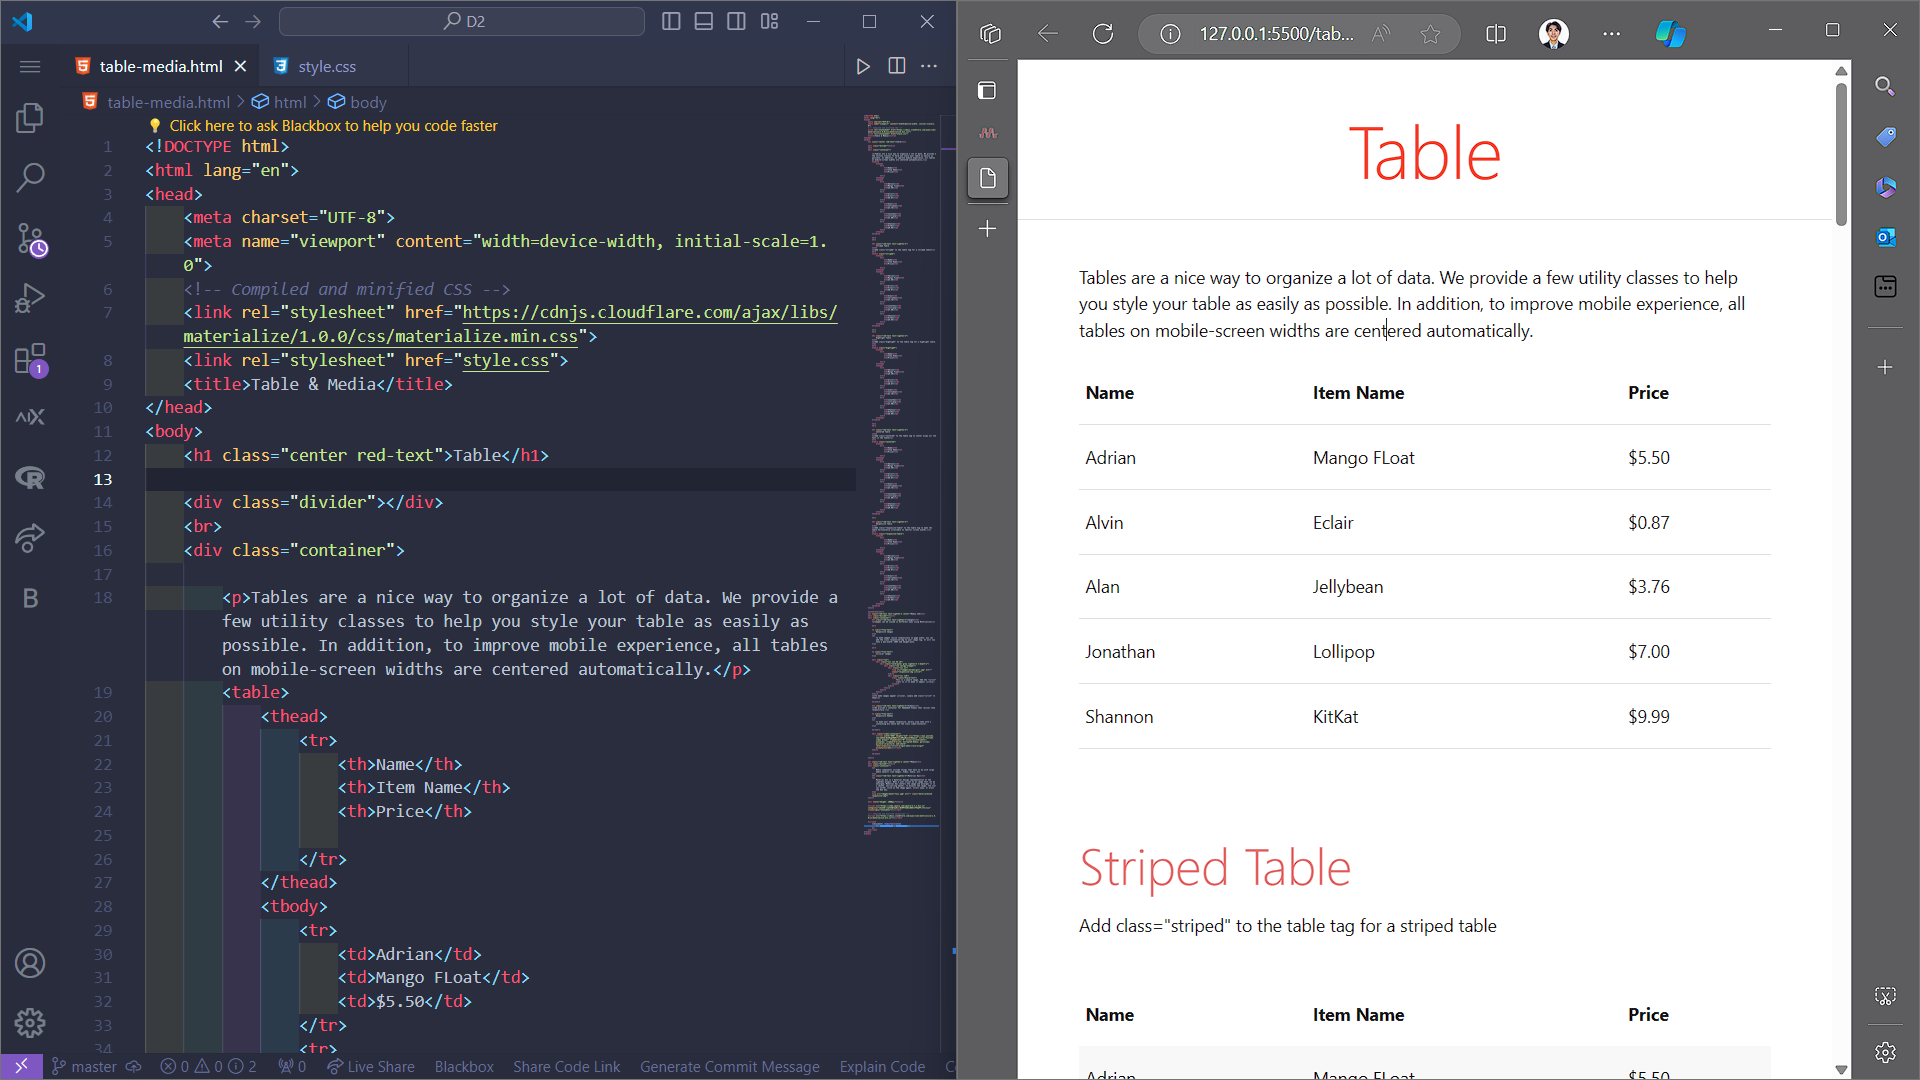 D2
table-media.html
style.css
table-media.html > html > body
Click here to ask Blackbox to help you code faster
1 <!DOCTYPE html>
2 <html lang="en">
3 <head>
4 <meta charset="UTF-8">
5 <meta name="viewport" content="width=device-width, initial-scale=1.
0">
6 <!-- Compiled and minified CSS -->
7 <link rel="stylesheet" href="https://cdnjs.cloudflare.com/ajax/libs/
materialize/1.0.0/css/materialize.min.css">
8 <link rel="stylesheet" href="style.css">
9 <title>Table & Media</title>
10 </head>
11 <body>
12 <h1 class="center red-text">Table</h1>
13
14 <div class="divider"></div>
15 <br>
16 <div class="container">
17
18 <p>Tables are a nice way to organize a lot of data. We provide a
few utility classes to help you style your table as easily as
possible. In addition, to improve mobile experience, all tables
on mobile-screen widths are centered automatically.</p>
19 <table>
20 <thead>
21 <tr>
22 <th>Name</th>
23 <th>Item Name</th>
24 <th>Price</th>
25
26 </tr>
27 </thead>
28 <tbody>
29 <tr>
30 <td>Adrian</td>
31 <td>Mango FLoat</td>
32 <td>$5.50</td>
33 </tr>
34 <tr>
master 0 0 2 0 Live Share Blackbox Share Code Link Generate Commit Message Explain Code
1
B
127.0.0.1:5500/tab...
Table
Tables are a nice way to organize a lot of data. We provide a few utility classes to help
you style your table as easily as possible. In addition, to improve mobile experience, all
tables on mobile-screen widths are centered automatically.
Name Item Name Price
Adrian Mango FLoat $5.50
Alvin Eclair $0.87
Alan Jellybean $3.76
Jonathan Lollipop $7.00
Shannon KitKat $9.99
Striped Table
Add class="striped" to the table tag for a striped table
Name Item Name Price
Adrian Mango FLoat $5.50